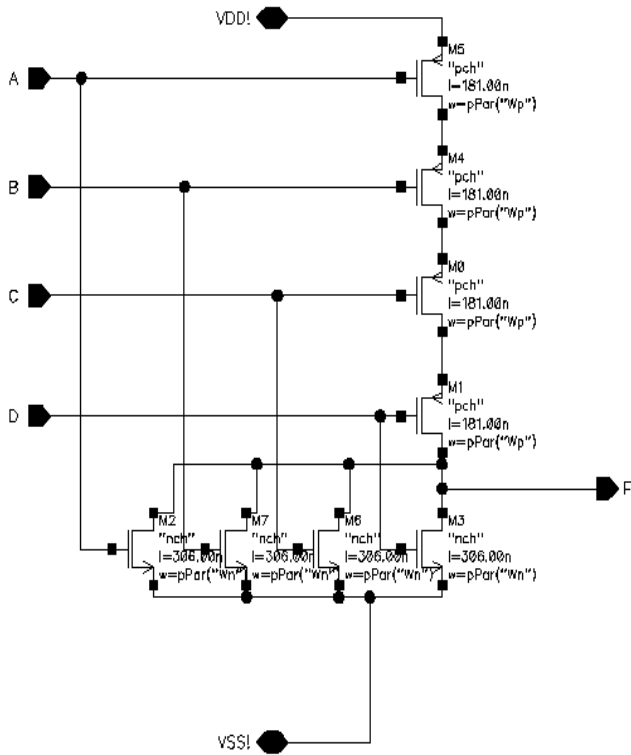 VDD!
M5
"pch"
l=181.00n
w=pPar("Wp")
A
M4
"pch"
l=181.00n
w=pPar("Wp")
B
M0
"pch"
l=181.00n
w=pPar("Wp")
C
M1
"pch"
l=181.00n
w=pPar("Wp")
D
F
M2
"nch"
l=306.00n
w=pPar("Wn")
M7
"nch"
l=306.00n
w=pPar("Wn")
M6
"nch"
l=306.00n
w=pPar("Wn")
M3
"nch"
l=306.00n
w=pPar("Wn")
VSS!